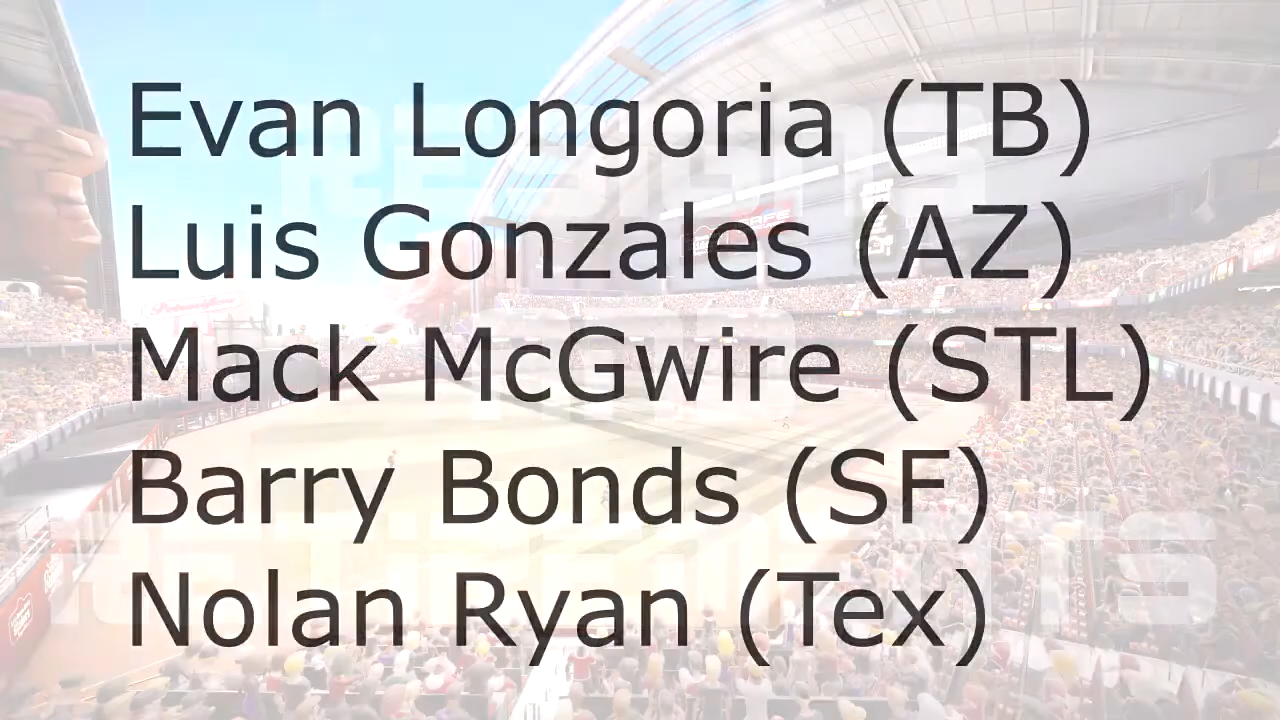 Evan Longoria (TB)
Luis Gonzales (AZ)
Mack McGwire (STL)
Barry Bonds (SF)
Nolan Ryan (Tex)